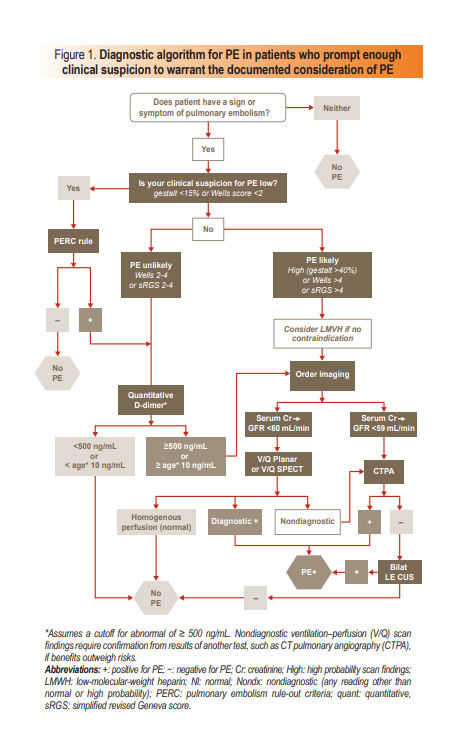 Figure 1. Diagnostic algorithm for PE in patients who prompt enough
clinical suspicion to warrant the documented consideration of PE
Does patient have a sign or
symptom of pulmonary embolism?
Neither
Yes
No
PE
Is your clinical suspicion for PE low?
gestalt <15% or Wells score <2
Yes
No
PERC rule
PE unlikely
Wells 2-4
or sRGS 2-4
PE likely
High (gestalt >40%)
or Wells >4
or sRGS >4
–
+
Consider LMVH if no
contraindication
No
PE
Order imaging
Quantitative
D-dimer*
Serum Cr→
GFR <60 mL/min
Serum Cr→
GFR <59 mL/min
<500 ng/mL
or
< age* 10 ng/mL
≥500 ng/mL
or
≥ age* 10 ng/mL
V/Q Planar
or V/Q SPECT
CTPA
Homogenous
perfusion (normal)
Diagnostic +
Nondiagnostic
+
–
PE+
+
Bilat
LE CUS
No
PE
–
*Assumes a cutoff for abnormal of ≥ 500 ng/mL. Nondiagnostic ventilation–perfusion (V/Q) scan
findings require confirmation from results of another test, such as CT pulmonary angiography (CTPA),
if benefits outweigh risks.
Abbreviations: +: positive for PE; –: negative for PE; Cr: creatinine; High: high probability scan findings;
LMWH: low-molecular-weight heparin; Nl: normal; Nondx: nondiagnostic (any reading other than
normal or high probability); PERC: pulmonary embolism rule-out criteria; quant: quantitative,
sRGS: simplified revised Geneva score.